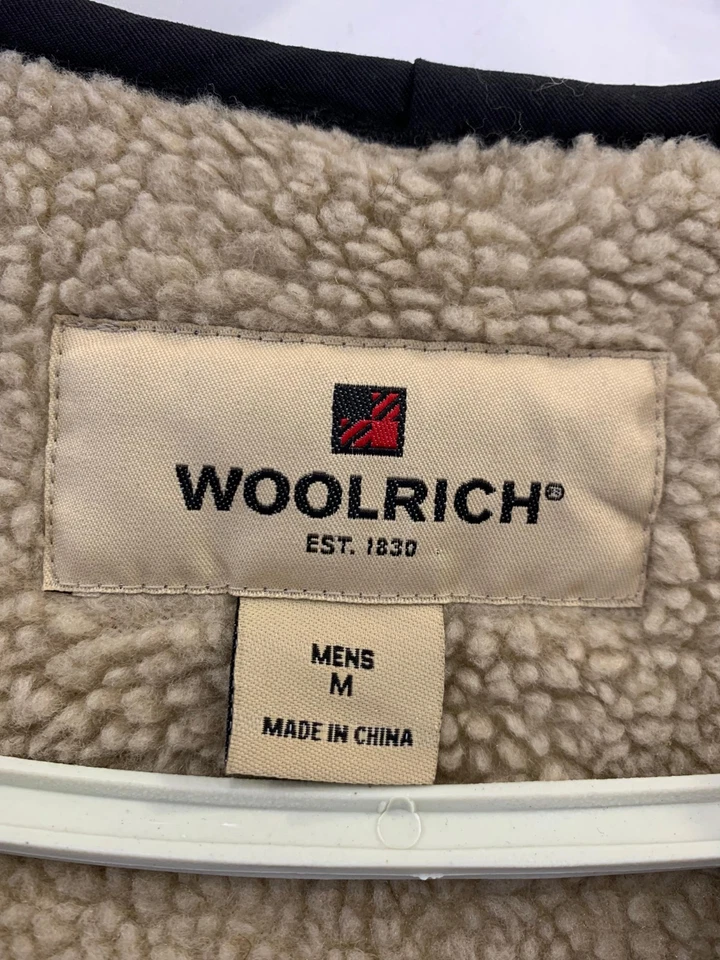 WOOLRICH®
EST. 1830
MENS
M
MADE IN CHINA